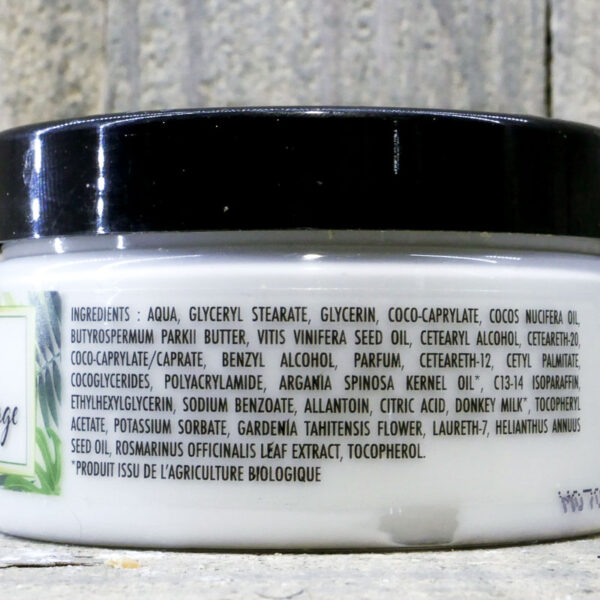 INGREDIENTS : AQUA, GLYCERYL STEARATE, GLYCERIN, COCO-CAPRYLATE, COCOS NUCIFERA OIL,
BUTYROSPERMUM PARKII BUTTER, VITIS VINIFERA SEED OIL, CETEARYL ALCOHOL, CETEARETH-20,
COCO-CAPRYLATE/CAPRATE, BENZYL ALCOHOL, PARFUM, CETEARETH-12, CETYL PALMITATE,
COCOGLYCERIDES, POLYACRYLAMIDE, ARGANIA SPINOSA KERNEL OIL*, C13-14 ISOPARAFFIN,
ETHYLHEXYLGLYCERIN, SODIUM BENZOATE, ALLANTOIN, CITRIC ACID, DONKEY MILK*, TOCOPHERYL
ACETATE, POTASSIUM SORBATE, GARDENIA TAHITENSIS FLOWER, LAURETH-7, HELIANTHUS ANNUUS
SEED OIL, ROSMARINUS OFFICINALIS LEAF EXTRACT, TOCOPHEROL.
*PRODUIT ISSU DE L'AGRICULTURE BIOLOGIQUE